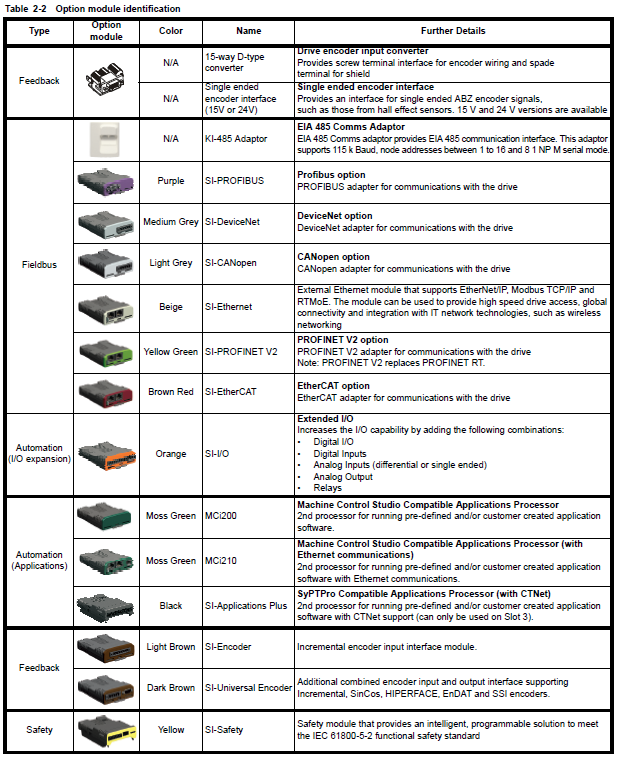 Table 2-2 Option module identification
Type
Option
module
Color
Name
Further Details
Feedback
N/A
15-way D-type
converter
Drive encoder input converter
Provides screw terminal interface for encoder wiring and spade
terminal for shield
N/A
Single ended
encoder interface
(15V or 24V)
Single ended encoder interface
Provides an interface for single ended ABZ encoder signals,
such as those from hall effect sensors. 15 V and 24 V versions are available
Fieldbus
N/A
KI-485 Adaptor
EIA 485 Comms Adaptor
EIA 485 Comms adaptor provides EIA 485 communication interface. This adaptor
supports 115 k Baud, node addresses between 1 to 16 and 8 1 NP M serial mode.
Purple
SI-PROFIBUS
Profibus option
PROFIBUS adapter for communications with the drive
Medium Grey
SI-DeviceNet
DeviceNet option
DeviceNet adapter for communications with the drive
Light Grey
SI-CANopen
CANopen option
CANopen adapter for communications with the drive
Beige
SI-Ethernet
External Ethernet module that supports EtherNet/IP, Modbus TCP/IP and
RTMoE. The module can be used to provide high speed drive access, global
connectivity and integration with IT network technologies, such as wireless
networking
Yellow Green
SI-PROFINET V2
PROFINET V2 option
PROFINET V2 adapter for communications with the drive
Note: PROFINET V2 replaces PROFINET RT.
Brown Red
SI-EtherCAT
EtherCAT option
EtherCAT adapter for communications with the drive
Automation
(I/O expansion)
Orange
SI-I/O
Extended I/O
Increases the I/O capability by adding the following combinations:
• Digital I/O
• Digital Inputs
• Analog Inputs (differential or single ended)
• Analog Output
• Relays
Automation
(Applications)
Moss Green
MCi200
Machine Control Studio Compatible Applications Processor
2nd processor for running pre-defined and/or customer created application
software.
Moss Green
MCi210
Machine Control Studio Compatible Applications Processor (with
Ethernet communications)
2nd processor for running pre-defined and/or customer created application
software with Ethernet communications.
Black
SI-Applications Plus
SyPTPro Compatible Applications Processor (with CTNet)
2nd processor for running pre-defined and/or customer created application
software with CTNet support (can only be used on Slot 3).
Feedback
Light Brown
SI-Encoder
Incremental encoder input interface module.
Dark Brown
SI-Universal Encoder
Additional combined encoder input and output interface supporting
Incremental, SinCos, HIPERFACE, EnDAT and SSI encoders.
Safety
Yellow
SI-Safety
Safety module that provides an intelligent, programmable solution to meet
the IEC 61800-5-2 functional safety standard